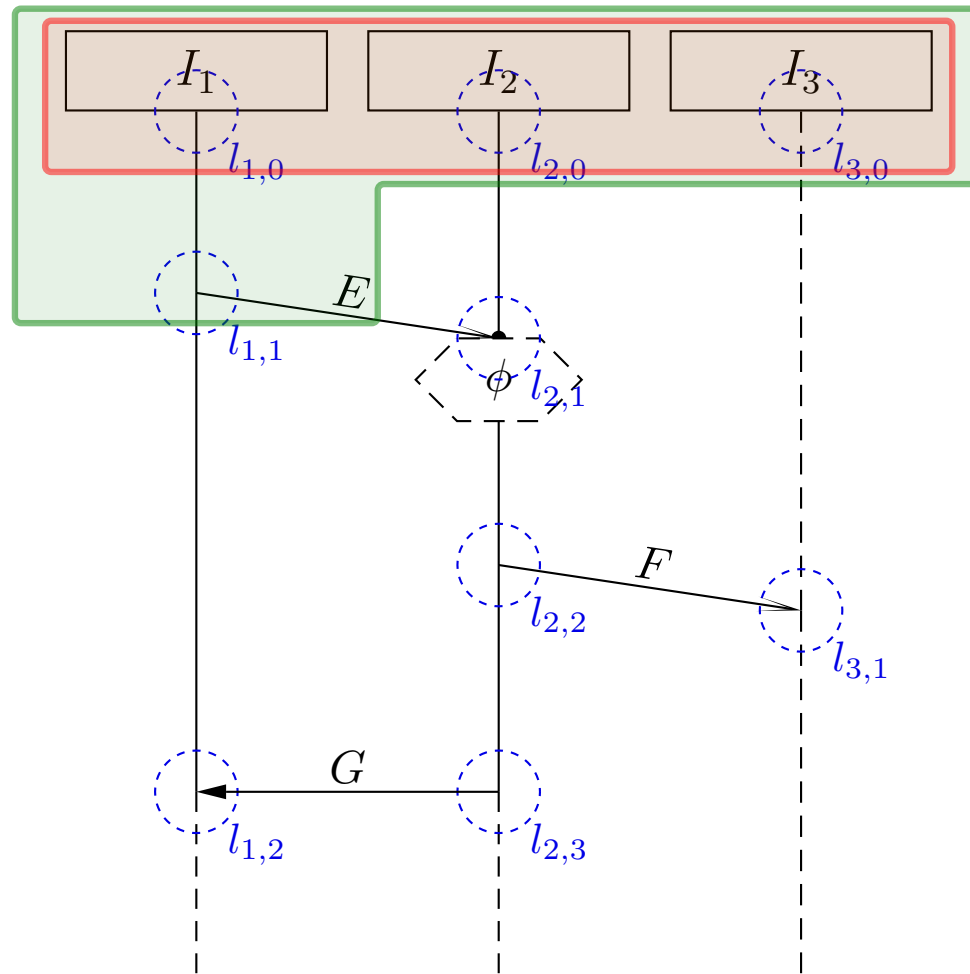 I₁ I₂ I₃
l₁,₀ l₂,₀ l₃,₀
E
l₁,₁
ϕ l₂,₁
F
l₂,₂
l₃,₁
G
l₁,₂ l₂,₃